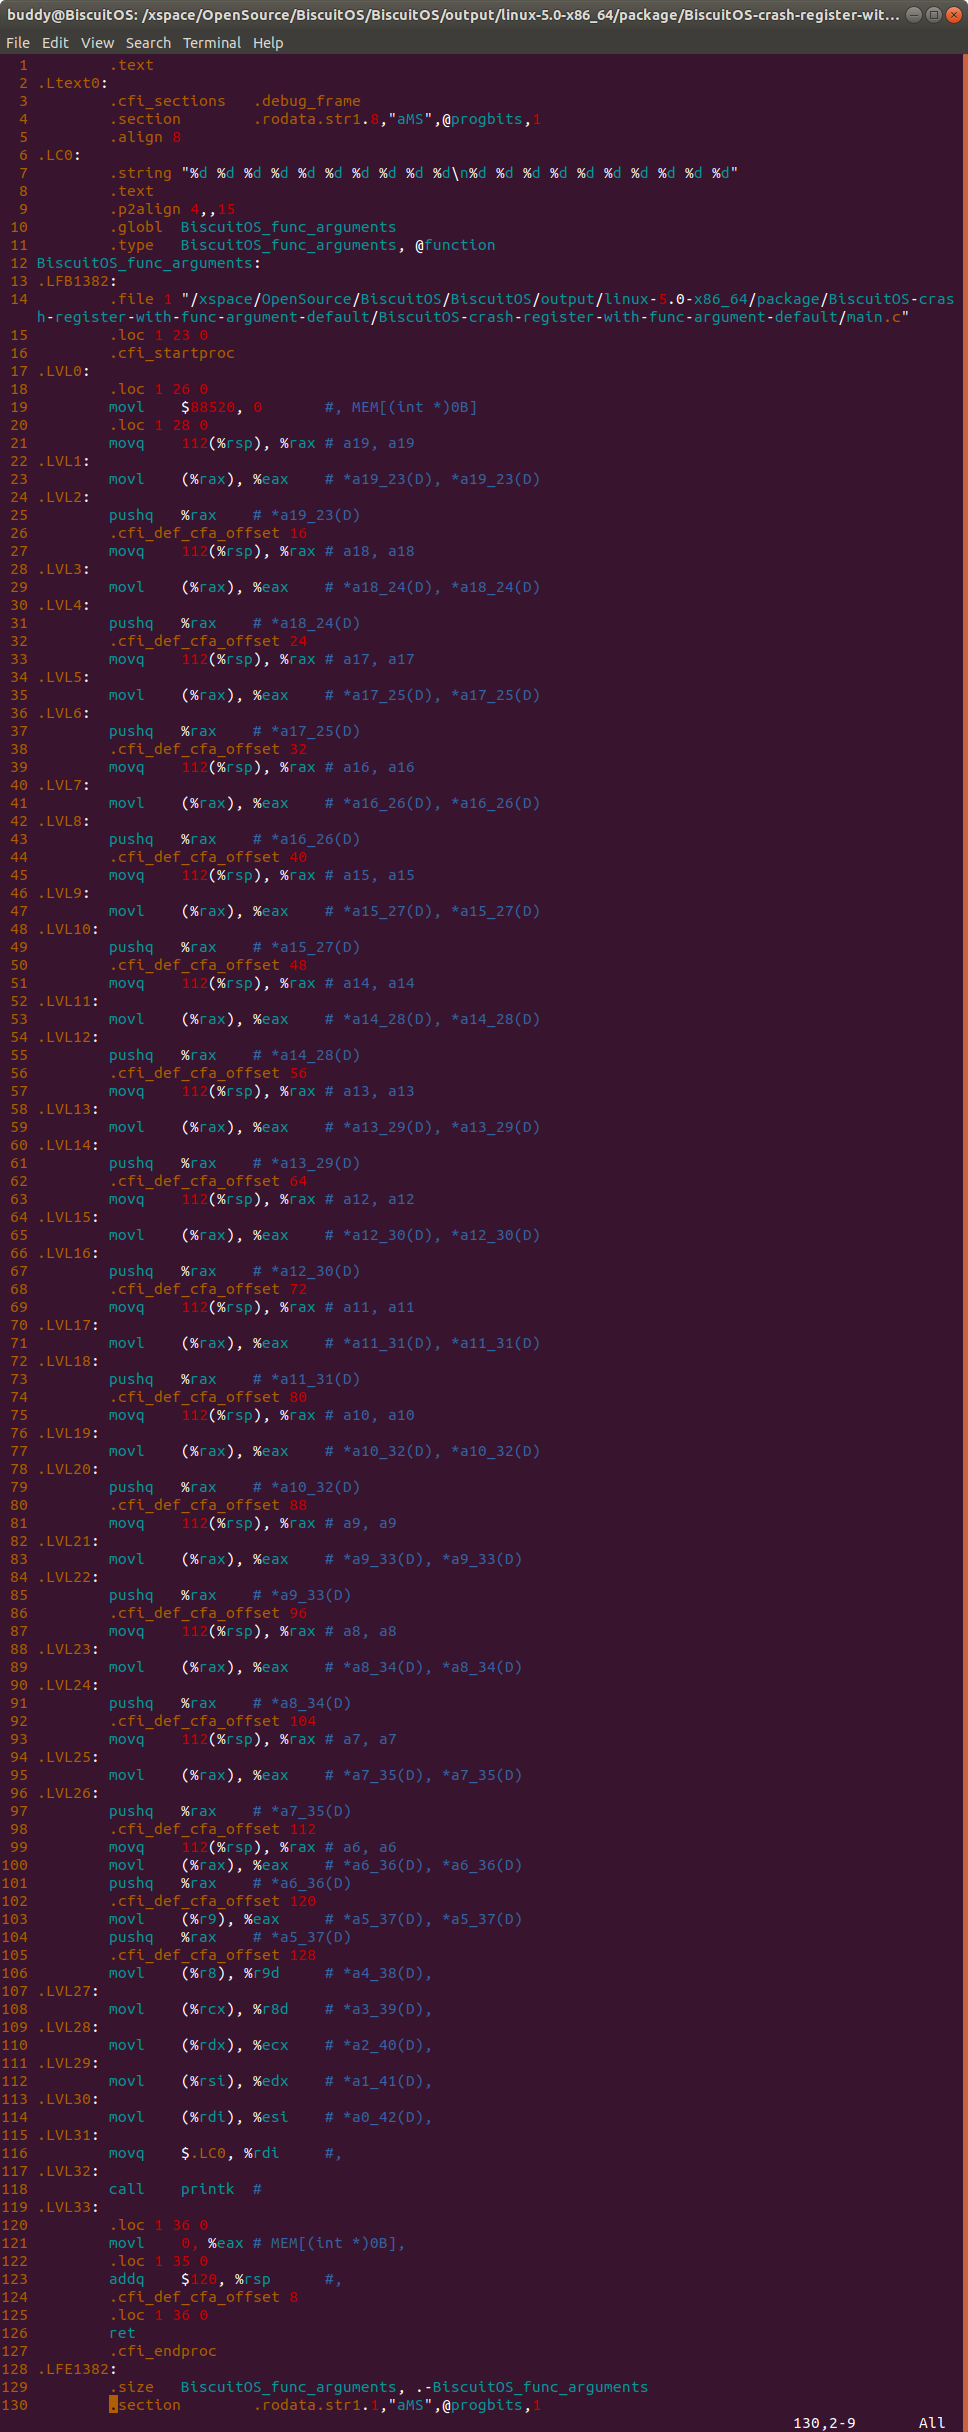 buddy@BiscuitOS: /xspace/OpenSource/BiscuitOS/BiscuitOS/output/linux-5.0-x86_64/package/BiscuitOS-crash-register-wit...
File Edit View Search Terminal Help
1 .text
2 .Ltext0:
3 .cfi_sections .debug_frame
4 .section .rodata.str1.8,"aMS",@progbits,1
5 .align 8
6 .LC0:
7 .string "%d %d %d %d %d %d %d %d %d %d\n%d %d %d %d %d %d %d %d %d %d"
8 .text
9 .p2align 4,,15
10 .globl BiscuitOS_func_arguments
11 .type BiscuitOS_func_arguments, @function
12 BiscuitOS_func_arguments:
13 .LFB1382:
14 .file 1 "/xspace/OpenSource/BiscuitOS/BiscuitOS/output/linux-5.0-x86_64/package/BiscuitOS-cras
h-register-with-func-argument-default/BiscuitOS-crash-register-with-func-argument-default/main.c"
15 .loc 1 23 0
16 .cfi_startproc
17 .LVL0:
18 .loc 1 26 0
19 movl $88520, 0 #, MEM[(int *)0B]
20 .loc 1 28 0
21 movq 112(%rsp), %rax # a19, a19
22 .LVL1:
23 movl (%rax), %eax # *a19_23(D), *a19_23(D)
24 .LVL2:
25 pushq %rax # *a19_23(D)
26 .cfi_def_cfa_offset 16
27 movq 112(%rsp), %rax # a18, a18
28 .LVL3:
29 movl (%rax), %eax # *a18_24(D), *a18_24(D)
30 .LVL4:
31 pushq %rax # *a18_24(D)
32 .cfi_def_cfa_offset 24
33 movq 112(%rsp), %rax # a17, a17
34 .LVL5:
35 movl (%rax), %eax # *a17_25(D), *a17_25(D)
36 .LVL6:
37 pushq %rax # *a17_25(D)
38 .cfi_def_cfa_offset 32
39 movq 112(%rsp), %rax # a16, a16
40 .LVL7:
41 movl (%rax), %eax # *a16_26(D), *a16_26(D)
42 .LVL8:
43 pushq %rax # *a16_26(D)
44 .cfi_def_cfa_offset 40
45 movq 112(%rsp), %rax # a15, a15
46 .LVL9:
47 movl (%rax), %eax # *a15_27(D), *a15_27(D)
48 .LVL10:
49 pushq %rax # *a15_27(D)
50 .cfi_def_cfa_offset 48
51 movq 112(%rsp), %rax # a14, a14
52 .LVL11:
53 movl (%rax), %eax # *a14_28(D), *a14_28(D)
54 .LVL12:
55 pushq %rax # *a14_28(D)
56 .cfi_def_cfa_offset 56
57 movq 112(%rsp), %rax # a13, a13
58 .LVL13:
59 movl (%rax), %eax # *a13_29(D), *a13_29(D)
60 .LVL14:
61 pushq %rax # *a13_29(D)
62 .cfi_def_cfa_offset 64
63 movq 112(%rsp), %rax # a12, a12
64 .LVL15:
65 movl (%rax), %eax # *a12_30(D), *a12_30(D)
66 .LVL16:
67 pushq %rax # *a12_30(D)
68 .cfi_def_cfa_offset 72
69 movq 112(%rsp), %rax # a11, a11
70 .LVL17:
71 movl (%rax), %eax # *a11_31(D), *a11_31(D)
72 .LVL18:
73 pushq %rax # *a11_31(D)
74 .cfi_def_cfa_offset 80
75 movq 112(%rsp), %rax # a10, a10
76 .LVL19:
77 movl (%rax), %eax # *a10_32(D), *a10_32(D)
78 .LVL20:
79 pushq %rax # *a10_32(D)
80 .cfi_def_cfa_offset 88
81 movq 112(%rsp), %rax # a9, a9
82 .LVL21:
83 movl (%rax), %eax # *a9_33(D), *a9_33(D)
84 .LVL22:
85 pushq %rax # *a9_33(D)
86 .cfi_def_cfa_offset 96
87 movq 112(%rsp), %rax # a8, a8
88 .LVL23:
89 movl (%rax), %eax # *a8_34(D), *a8_34(D)
90 .LVL24:
91 pushq %rax # *a8_34(D)
92 .cfi_def_cfa_offset 104
93 movq 112(%rsp), %rax # a7, a7
94 .LVL25:
95 movl (%rax), %eax # *a7_35(D), *a7_35(D)
96 .LVL26:
97 pushq %rax # *a7_35(D)
98 .cfi_def_cfa_offset 112
99 movq 112(%rsp), %rax # a6, a6
100 movl (%rax), %eax # *a6_36(D), *a6_36(D)
101 pushq %rax # *a6_36(D)
102 .cfi_def_cfa_offset 120
103 movl (%r9), %eax # *a5_37(D), *a5_37(D)
104 pushq %rax # *a5_37(D)
105 .cfi_def_cfa_offset 128
106 movl (%r8), %r9d # *a4_38(D),
107 .LVL27:
108 movl (%rcx), %r8d # *a3_39(D),
109 .LVL28:
110 movl (%rdx), %ecx # *a2_40(D),
111 .LVL29:
112 movl (%rsi), %edx # *a1_41(D),
113 .LVL30:
114 movl (%rdi), %esi # *a0_42(D),
115 .LVL31:
116 movq $.LC0, %rdi #,
117 .LVL32:
118 call printk #
119 .LVL33:
120 .loc 1 36 0
121 movl 0, %eax # MEM[(int *)0B],
122 .loc 1 35 0
123 addq $120, %rsp #,
124 .cfi_def_cfa_offset 8
125 .loc 1 36 0
126 ret
127 .cfi_endproc
128 .LFE1382:
129 .size BiscuitOS_func_arguments, .-BiscuitOS_func_arguments
130 .section .rodata.str1.1,"aMS",@progbits,1
130,2-9 All